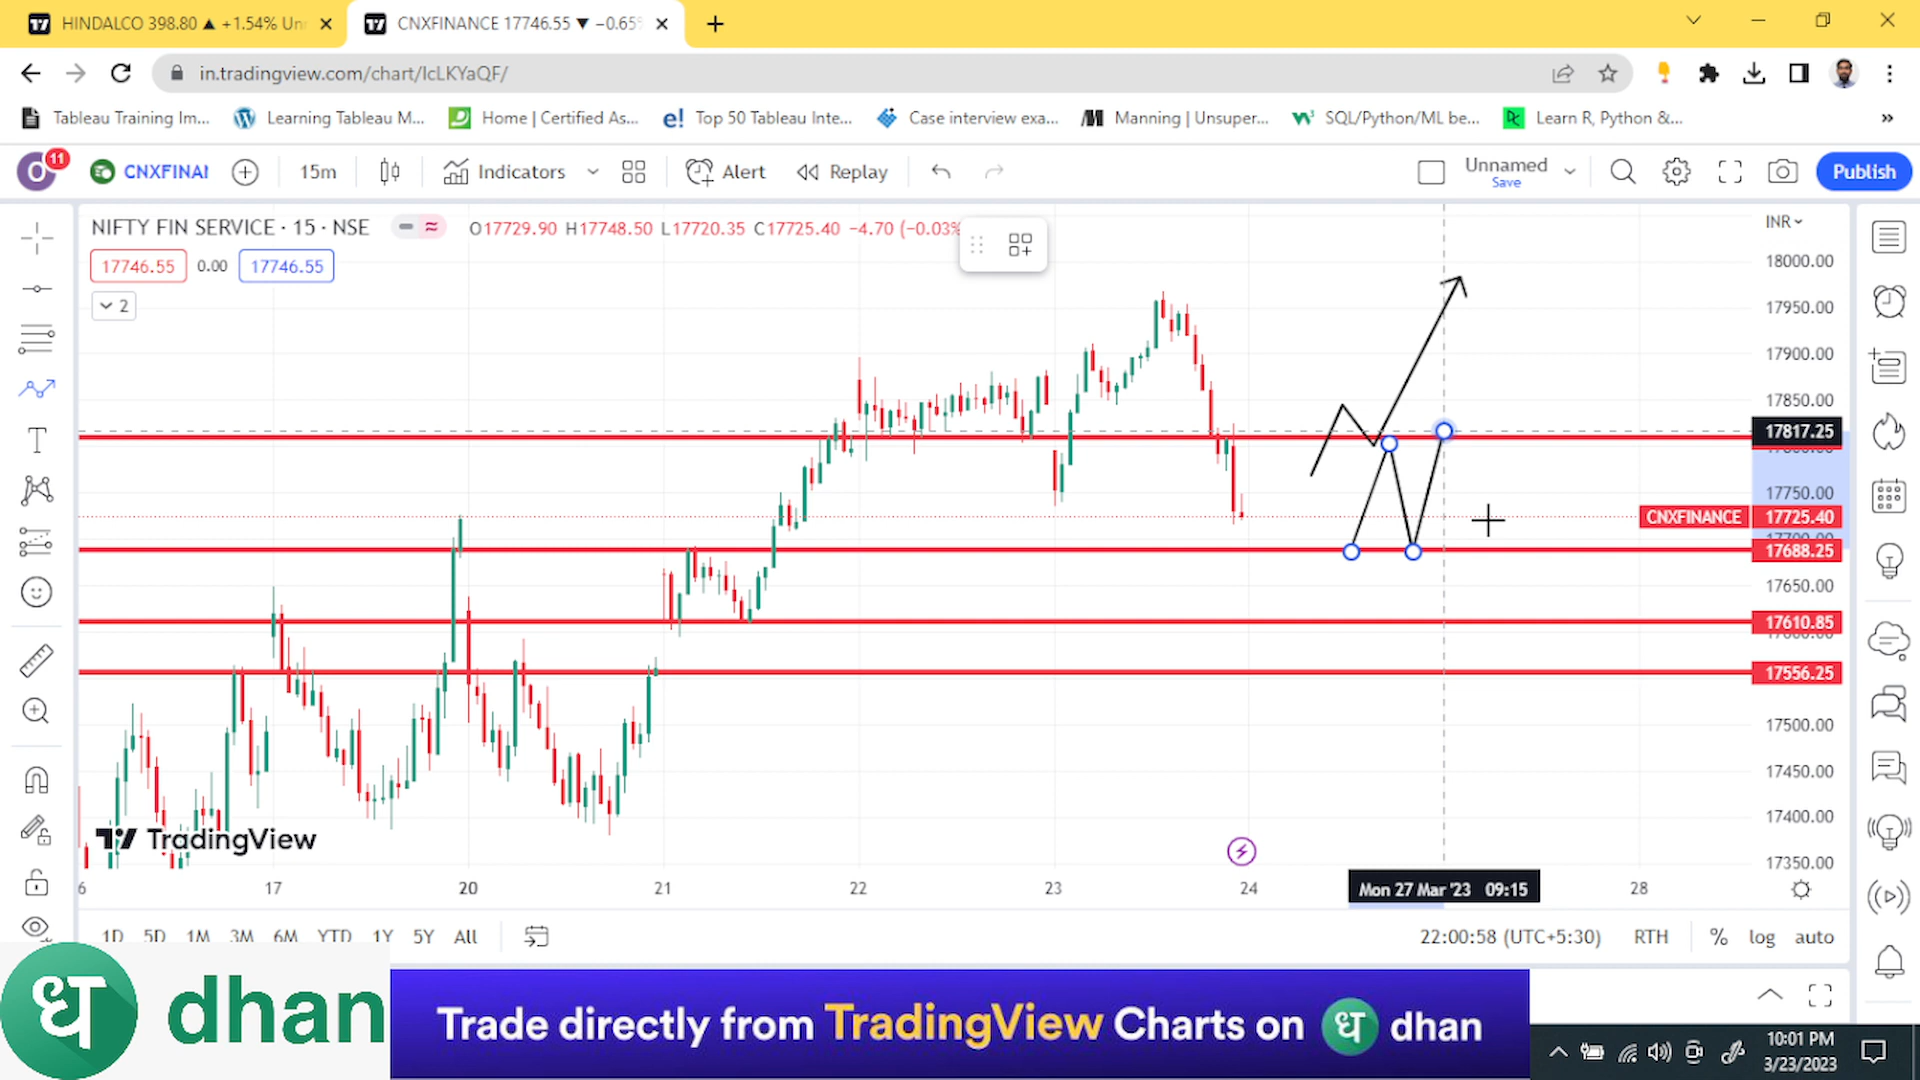 HINDALCO 398.80 ▲ +1.54% Un
CNXFINANCE 17746.55 ▼ −0.65
in.tradingview.com/chart/IcLKYaQF/
Tableau Training Im...
Learning Tableau M...
Home | Certified As...
Top 50 Tableau Inte...
Case interview exa...
Manning | Unsuper...
SQL/Python/ML be...
Learn R, Python &...
»
O 11
CNXFINAI
15m
Indicators
Alert
Replay
Unnamed
Save
Publish
NIFTY FIN SERVICE · 15 · NSE
O17729.90 H17748.50 L17720.35 C17725.40 −4.70 (−0.03%
17746.55 0.00 17746.55
2
INR
18000.00
17950.00
17900.00
17850.00
17817.25
17750.00
CNXFINANCE 17725.40
17688.25
17650.00
17610.85
17556.25
17500.00
17450.00
17400.00
17350.00
TradingView
6 17 20 21 22 23 24 Mon 27 Mar '23 09:15 28
1D 5D 1M 3M 6M YTD 1Y 5Y All
22:00:58 (UTC+5:30) RTH % log auto
ध dhan
Trade directly from TradingView Charts on ध dhan
10:01 PM
3/23/2023